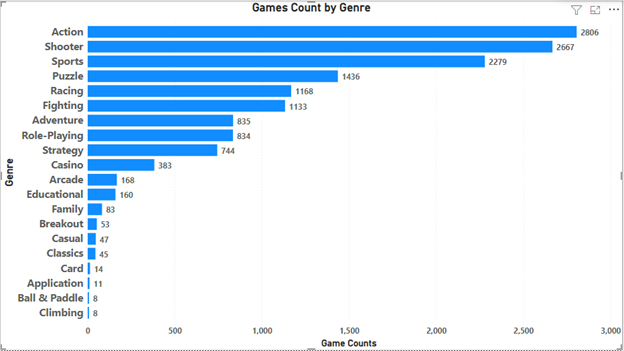 Games Count by Genre
Action 2806
Shooter 2667
Sports 2279
Puzzle 1436
Racing 1168
Fighting 1133
Adventure 835
Role-Playing 834
Strategy 744
Casino 383
Arcade 168
Educational 160
Family 83
Breakout 53
Casual 47
Classics 45
Card 14
Application 11
Ball & Paddle 8
Climbing 8
Genre
0 500 1,000 1,500 2,000 2,500 3,000
Game Counts